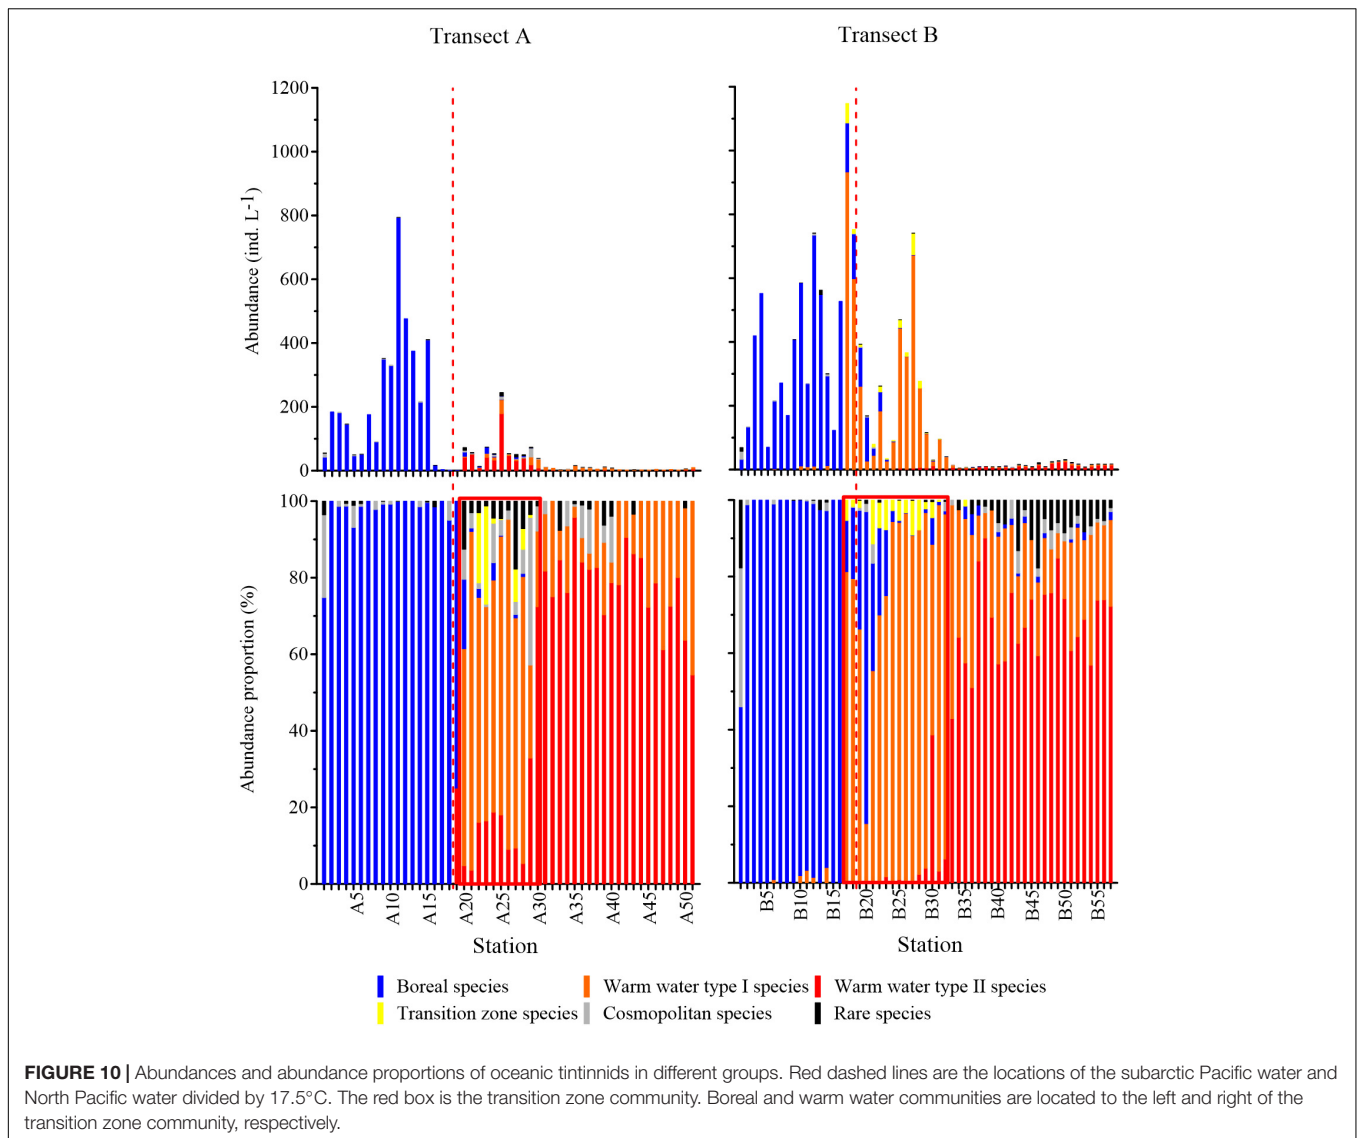 Transect A
Transect B
1200
1000
800
600
400
200
0
Abundance (ind. L-1)
100
80
60
40
20
0
Abundance proportion (%)
A5
A10
A15
A20
A25
A30
A35
A40
A45
A50
B5
B10
B15
B20
B25
B30
B35
B40
B45
B50
B55
Station
Station
Boreal species
Warm water type I species
Warm water type II species
Transition zone species
Cosmopolitan species
Rare species
FIGURE 10 | Abundances and abundance proportions of oceanic tintinnids in different groups. Red dashed lines are the locations of the subarctic Pacific water and
North Pacific water divided by 17.5°C. The red box is the transition zone community. Boreal and warm water communities are located to the left and right of the
transition zone community, respectively.